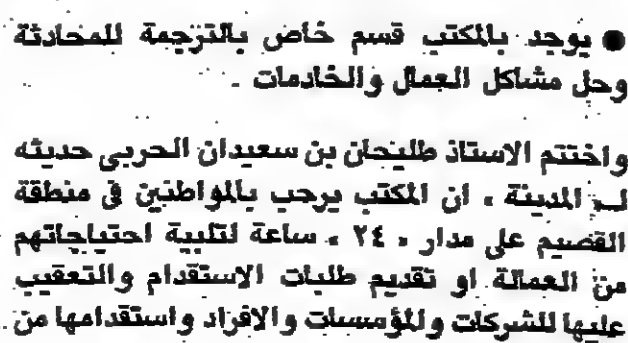 ● يوجد بالمكتب قسم خاص بالترجمة للمحادثة
وحل مشاكل العمال والخادمات .
واختتم الاستاذ طليحان بن سعيدان الحربي حديثه
لـ المدينة ، ان المكتب يرحب بالمواطنين في منطقة
القصيم على مدار ، ٢٤ ، ساعة لتلبية احتياجاتهم
من العمالة او تقديم طلبات الاستقدام والتعقيب
عليها للشركات والمؤسسات والافراد واستقدامها من